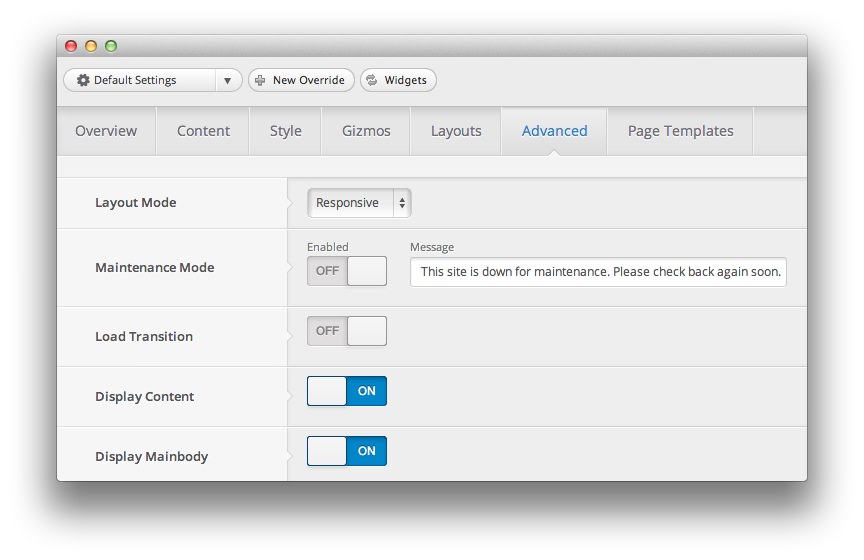 Default Settings New Override Widgets
Overview Content Style Gizmos Layouts Advanced Page Templates
Layout Mode Responsive
Enabled Message
Maintenance Mode OFF This site is down for maintenance. Please check back again soon.
Load Transition OFF
Display Content ON
Display Mainbody ON